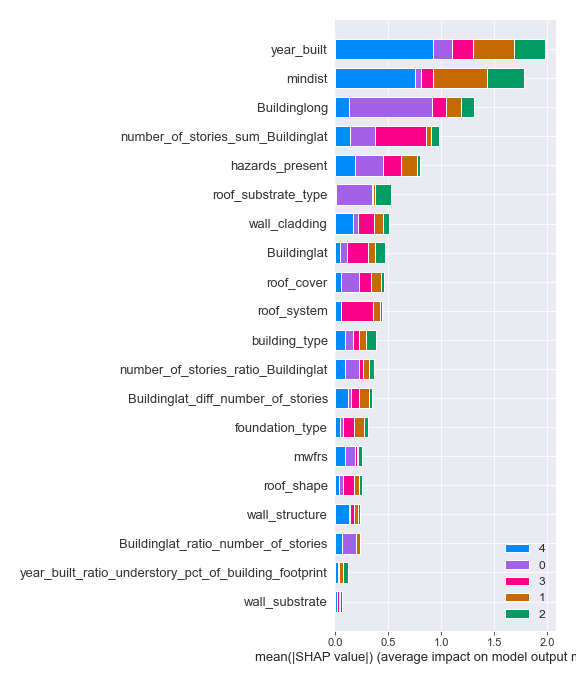 year_built
mindist
Buildinglong
number_of_stories_sum_Buildinglat
hazards_present
roof_substrate_type
wall_cladding
Buildinglat
roof_cover
roof_system
building_type
number_of_stories_ratio_Buildinglat
Buildinglat_diff_number_of_stories
foundation_type
mwfrs
roof_shape
wall_structure
Buildinglat_ratio_number_of_stories
year_built_ratio_understory_pct_of_building_footprint
wall_substrate
4
0
3
1
2
0.0 0.5 1.0 1.5 2.0
mean(|SHAP value|) (average impact on model output m